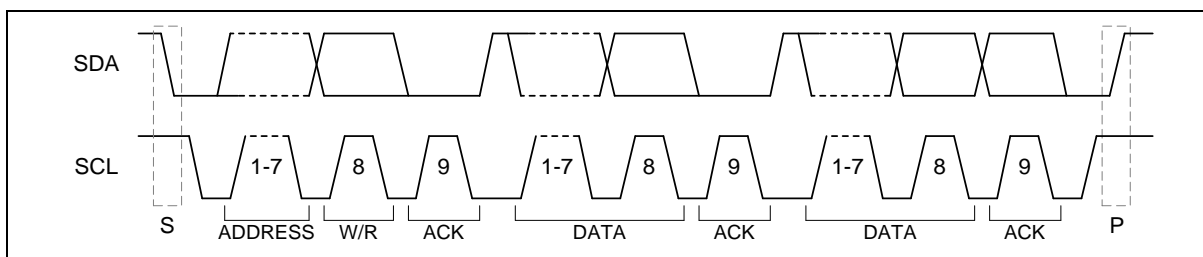 SDA
SCL 1-7 8 9 1-7 8 9 1-7 8 9
S ADDRESS W/R ACK DATA ACK DATA ACK P